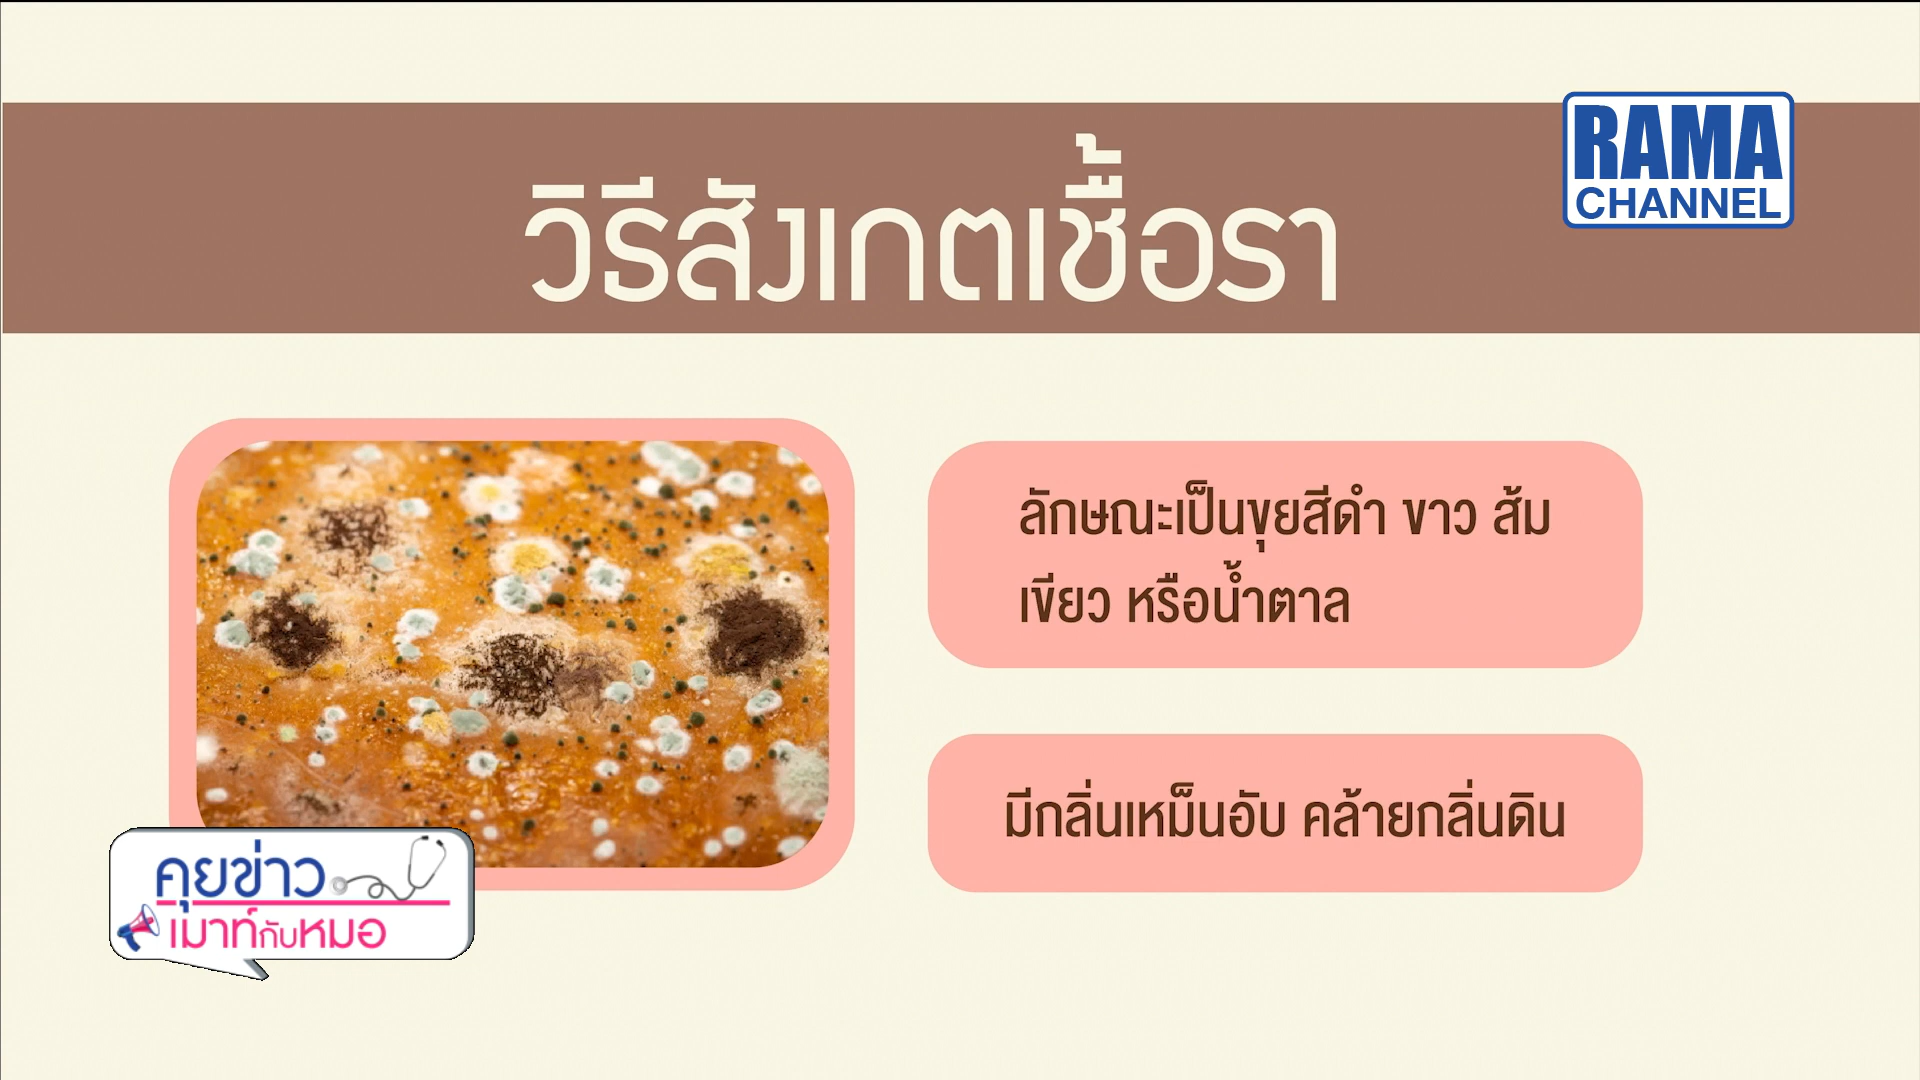 RAMA
CHANNEL
วิธีสังเกตเชื้อรา
ลักษณะเป็นขุยสีดำ ขาว ส้ม
เขียว หรือน้ำตาล
มีกลิ่นเหม็นอับ คล้ายกลิ่นดิน
คุยข่าว
เมาท์กับหมอ